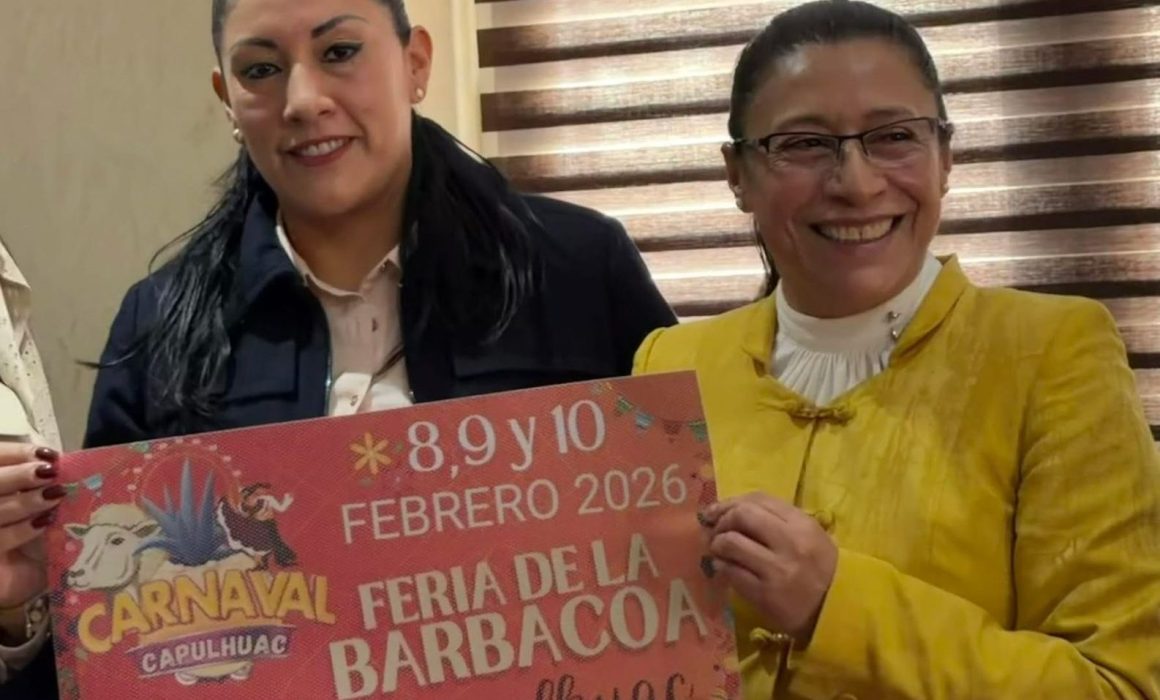 8, 9 y 10
FEBRERO 2026
FERIA DE LA
BARBACOA
CARNAVAL
CAPULHUAC